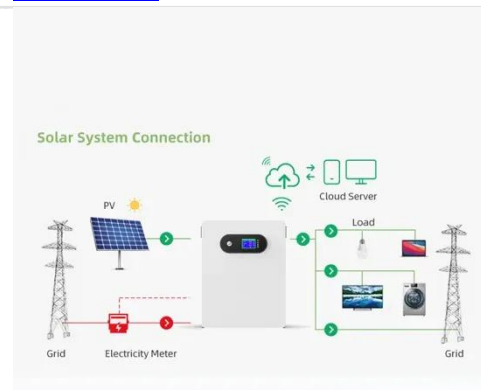 Solar System Connection
Cloud Server
PV
Load
Grid
Electricity Meter
Grid